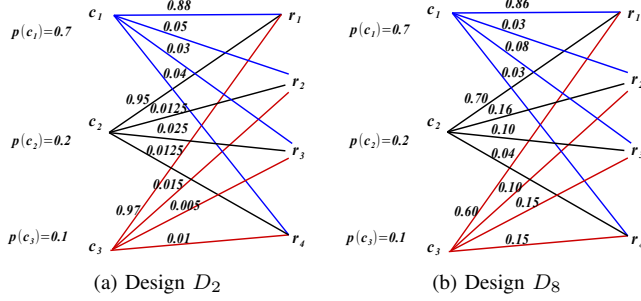 c1 0.88 r1
p(c1)=0.7
0.05
0.03
0.04
r2
0.95
0.0125
c2
0.025
p(c2)=0.2
0.0125
r3
0.015
0.005
0.97
p(c3)=0.1
c3 0.01 r4
(a) Design D2
c1 0.86 r1
p(c1)=0.7
0.03
0.08
0.03
r2
0.70
0.16
c2
0.10
p(c2)=0.2
0.04
r3
0.10
0.15
0.60
p(c3)=0.1
c3 0.15 r4
(b) Design D8